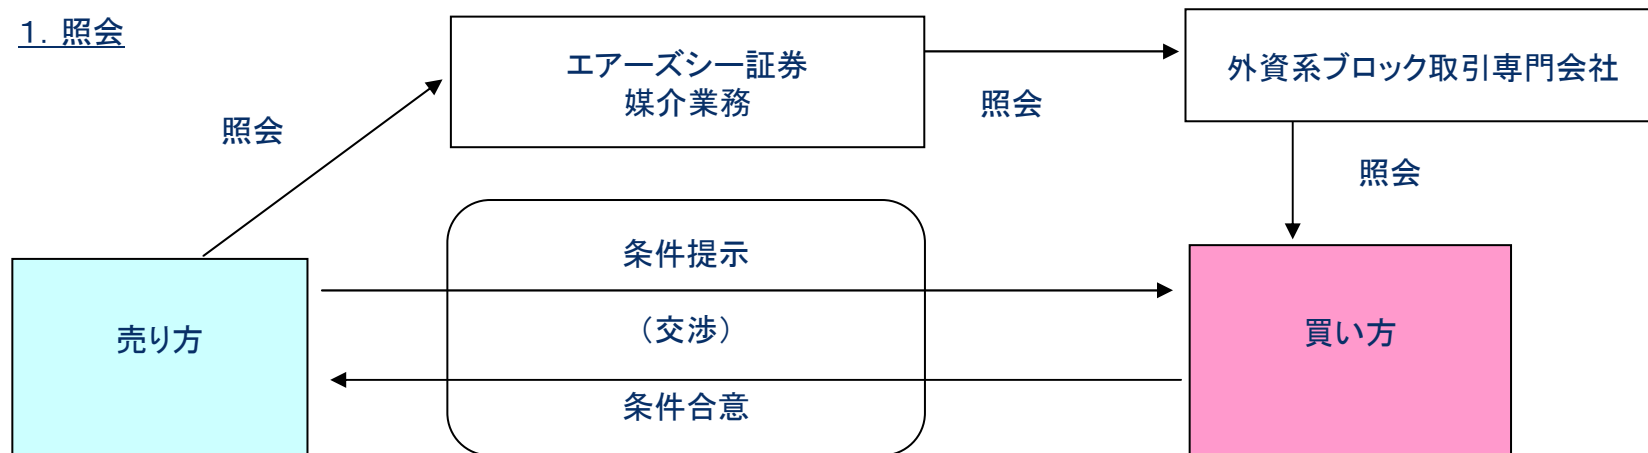 1. 照会
エアーズシー証券
媒介業務
外資系ブロック取引専門会社
照会
照会
照会
条件提示
（交渉）
条件合意
売り方
買い方